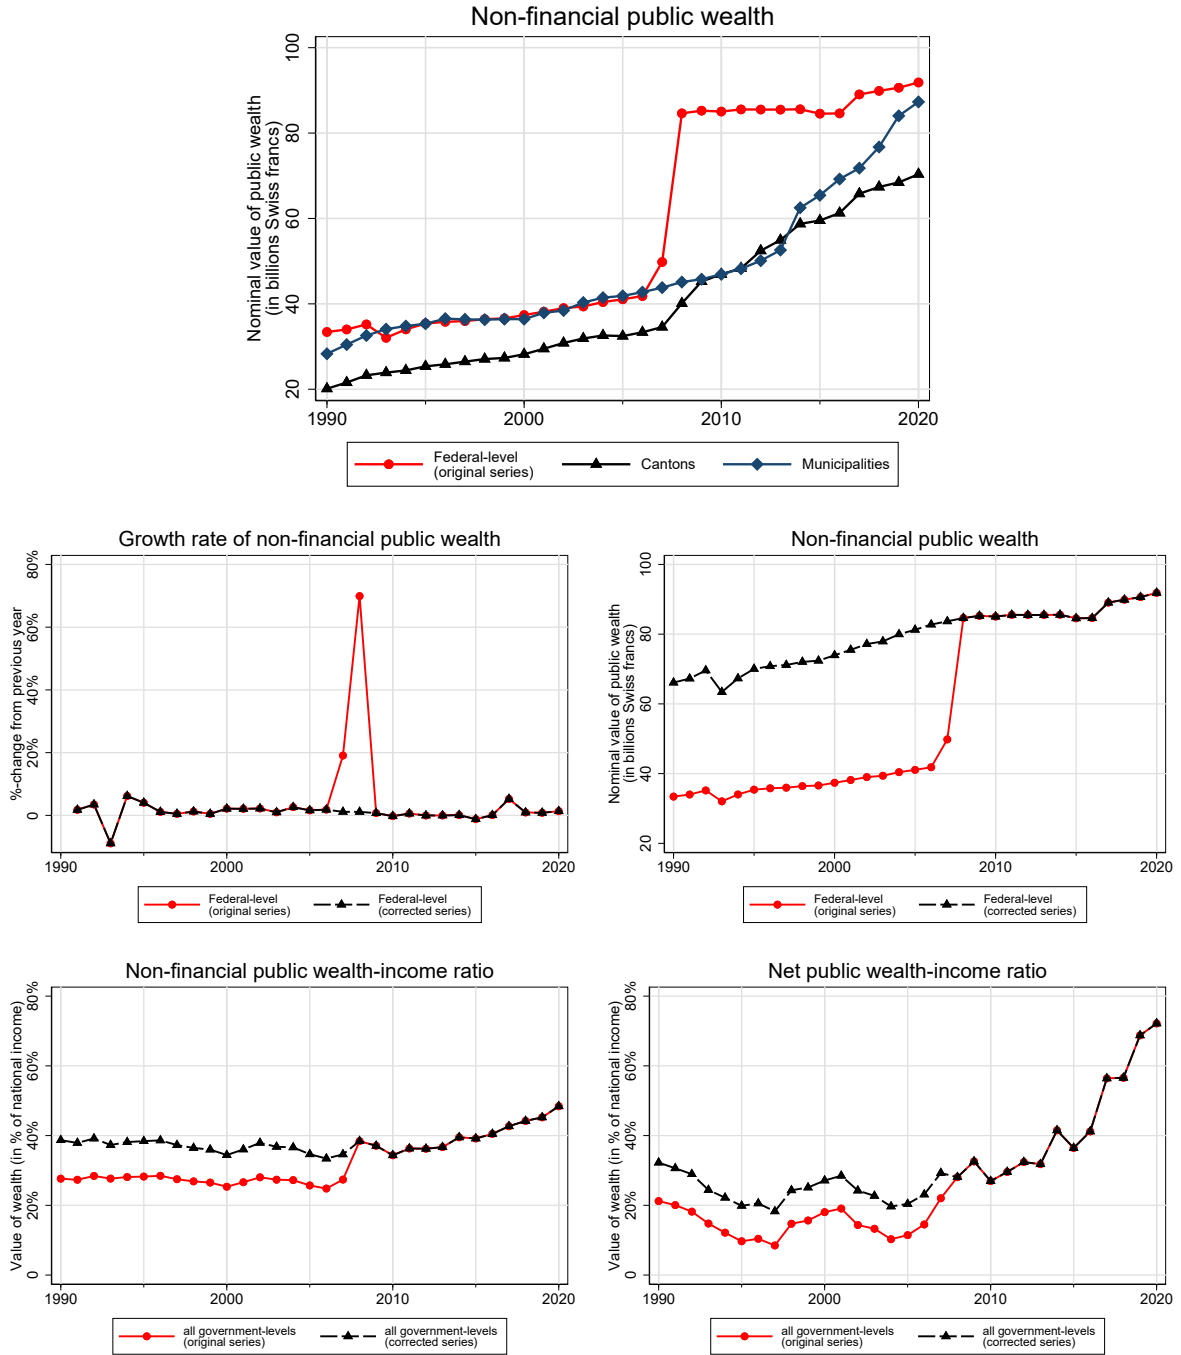 Non-financial public wealth
Nominal value of public wealth
(in billions Swiss francs)
100
80
60
40
20
1990
2000
2010
2020
Federal-level
(original series)
Cantons
Municipalities
Growth rate of non-financial public wealth
%-change from previous year
80%
60%
40%
20%
0
1990
2000
2010
2020
Federal-level
(original series)
Federal-level
(corrected series)
Non-financial public wealth
Nominal value of public wealth
(in billions Swiss francs)
100
80
60
40
20
1990
2000
2010
2020
Federal-level
(original series)
Federal-level
(corrected series)
Non-financial public wealth-income ratio
Value of wealth (in % of national income)
80%
60%
40%
20%
0
1990
2000
2010
2020
all government-levels
(original series)
all government-levels
(corrected series)
Net public wealth-income ratio
Value of wealth (in % of national income)
80%
60%
40%
20%
0
1990
2000
2010
2020
all government-levels
(original series)
all government-levels
(corrected series)